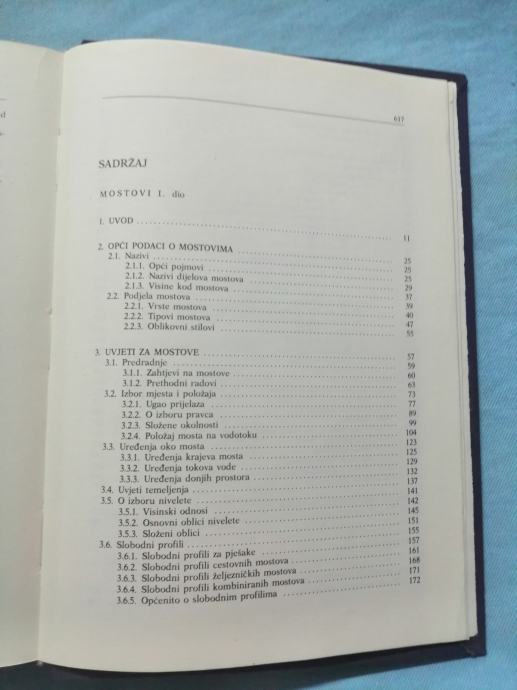 617
SADRŽAJ
MOSTOVI I. dio
1. UVOD 11
2. OPĆI PODACI O MOSTOVIMA 25
2.1. Nazivi 25
2.1.1. Opći pojmovi 25
2.1.2. Nazivi dijelova mostova 29
2.1.3. Visine kod mostova 37
2.2. Podjela mostova 39
2.2.1. Vrste mostova 40
2.2.2. Tipovi mostova 47
2.2.3. Oblikovni stilovi 55
3. UVJETI ZA MOSTOVE 57
3.1. Predradnje 59
3.1.1. Zahtjevi na mostove 60
3.1.2. Prethodni radovi 63
3.2. Izbor mjesta i položaja 73
3.2.1. Ugao prijelaza 77
3.2.2. O izboru pravca 89
3.2.3. Složene okolnosti 99
3.2.4. Položaj mosta na vodotoku 104
3.3. Uređenja oko mosta 123
3.3.1. Uređenja krajeva mosta 125
3.3.2. Uređenja tokova vode 129
3.3.3. Uređenja donjih prostora 132
3.4. Uvjeti temeljenja 137
3.5. O izboru nivelete 141
3.5.1. Visinski odnosi 142
3.5.2. Osnovni oblici nivelete 145
3.5.3. Složeni oblici 151
3.6. Slobodni profili 155
3.6.1. Slobodni profili za pješake 157
3.6.2. Slobodni profili cestovnih mostova 161
3.6.3. Slobodni profili željezničkih mostova 168
3.6.4. Slobodni profili kombiniranih mostova 171
3.6.5. Općenito o slobodnim profilima 172